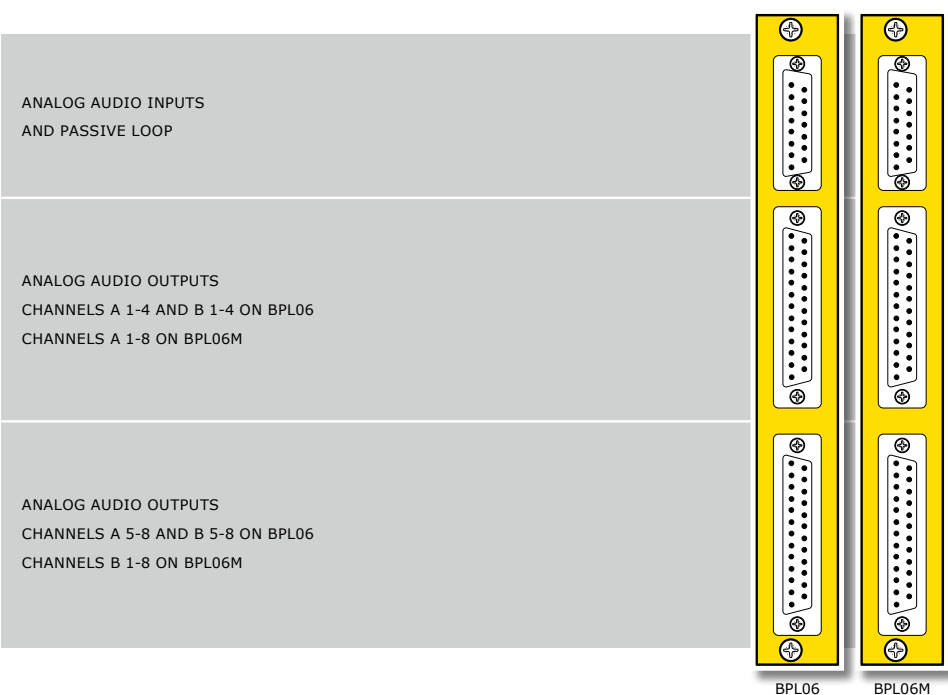 ANALOG AUDIO INPUTS
AND PASSIVE LOOP
ANALOG AUDIO OUTPUTS
CHANNELS A 1-4 AND B 1-4 ON BPL06
CHANNELS A 1-8 ON BPL06M
ANALOG AUDIO OUTPUTS
CHANNELS A 5-8 AND B 5-8 ON BPL06
CHANNELS B 1-8 ON BPL06M
BPL06
BPL06M